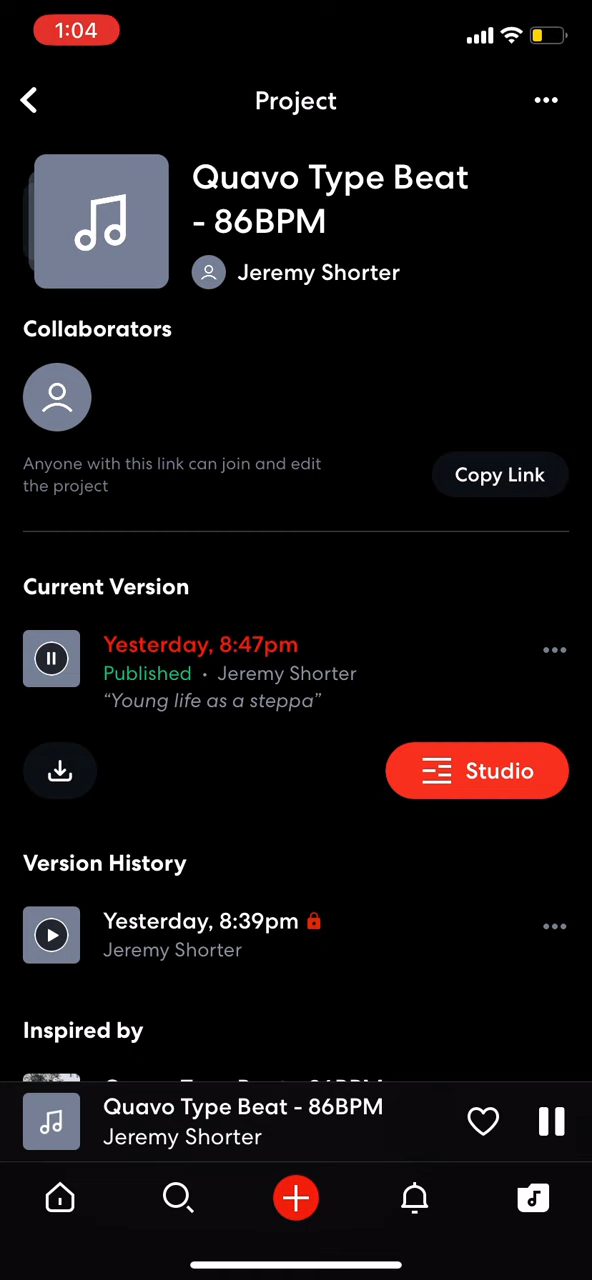 1:04
Project
Quavo Type Beat
- 86BPM
Jeremy Shorter
Collaborators
Anyone with this link can join and edit
the project
Copy Link
Current Version
Yesterday, 8:47pm
Published • Jeremy Shorter
“Young life as a steppa”
Studio
Version History
Yesterday, 8:39pm
Jeremy Shorter
Inspired by
Quavo Type Beat - 86BPM
Jeremy Shorter